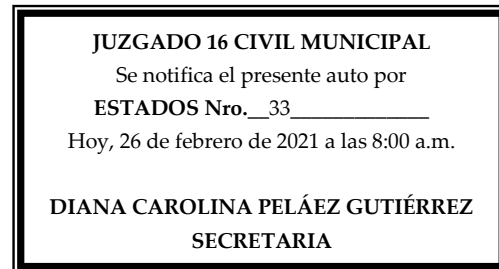 JUZGADO 16 CIVIL MUNICIPAL
Se notifica el presente auto por
ESTADOS Nro.__33_____________
Hoy, 26 de febrero de 2021 a las 8:00 a.m.
DIANA CAROLINA PELÁEZ GUTIÉRREZ
SECRETARIA